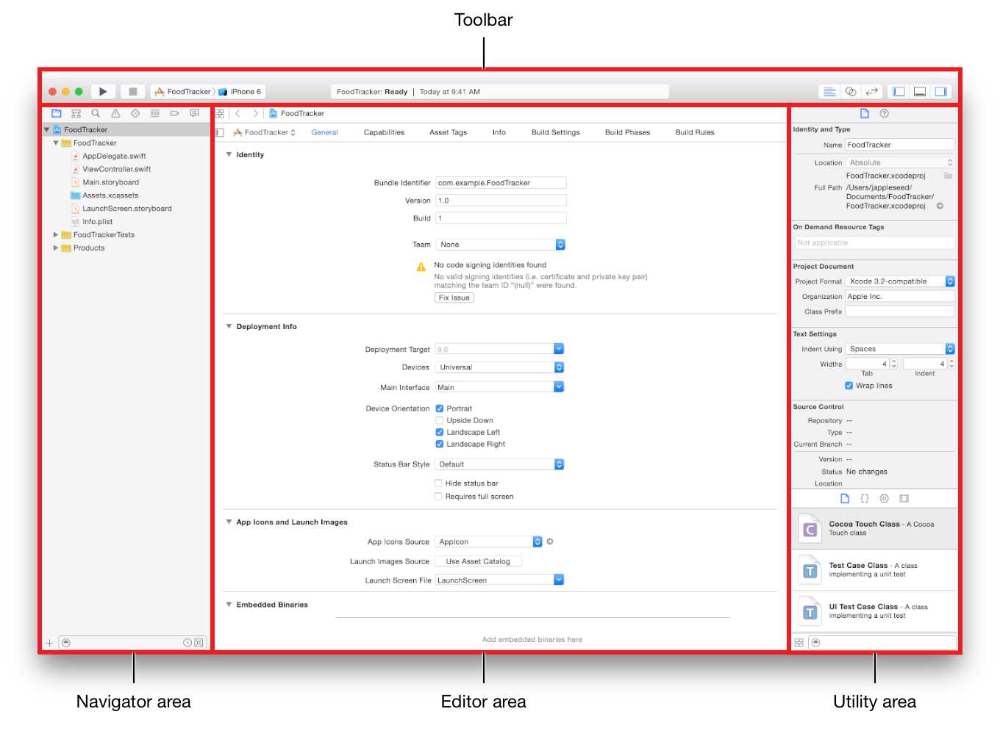 Toolbar
FoodTracker iPhone 6
FoodTracker: Ready | Today at 9:41 AM
FoodTracker
FoodTracker
AppDelegate.swift
ViewController.swift
Main.storyboard
Assets.xcassets
LaunchScreen.storyboard
Info.plist
FoodTrackerTests
Products
FoodTracker
FoodTracker General Capabilities Asset Tags Info Build Settings Build Phases Build Rules
Identity
Bundle Identifier com.example.FoodTracker
Version 1.0
Build 1
Team None
No code signing identities found
No valid signing identities (i.e. certificate and private key pair)
matching the team ID “(null)” were found.
Fix Issue
Deployment Info
Deployment Target 9.0
Devices Universal
Main Interface Main
Device Orientation Portrait
Upside Down
Landscape Left
Landscape Right
Status Bar Style Default
Hide status bar
Requires full screen
App Icons and Launch Images
App Icons Source AppIcon
Launch Images Source Use Asset Catalog
Launch Screen File LaunchScreen
Embedded Binaries
Add embedded binaries here
Identity and Type
Name FoodTracker
Location Absolute
FoodTracker.xcodeproj
Full Path /Users/jappleseed/
Documents/FoodTracker/
FoodTracker.xcodeproj
On Demand Resource Tags
Not applicable
Project Document
Project Format Xcode 3.2-compatible
Organization Apple Inc.
Class Prefix
Text Settings
Indent Using Spaces
Widths 4 4
Tab Indent
Wrap lines
Source Control
Repository --
Type --
Current Branch --
Version --
Status No changes
Location
{}
C Cocoa Touch Class - A Cocoa
Touch class
T Test Case Class - A class
implementing a unit test
T UI Test Case Class - A class
implementing a unit test
Navigator area
Editor area
Utility area